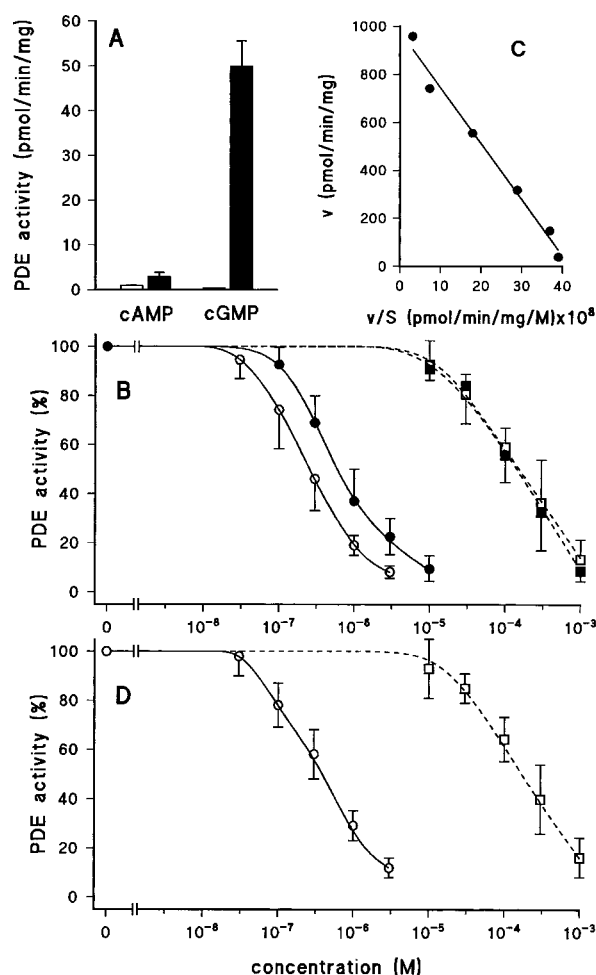 A
PDE activity (pmol/min/mg)
60
50
40
30
20
10
0
cAMP cGMP
C
v (pmol/min/mg)
1000
800
600
400
200
0
0 10 20 30 40
v/S (pmol/min/mg/M)x10⁸
B
PDE activity (%)
100
80
60
40
20
0
0 10⁻⁸ 10⁻⁷ 10⁻⁶ 10⁻⁵ 10⁻⁴ 10⁻³
D
PDE activity (%)
100
80
60
40
20
0
0 10⁻⁸ 10⁻⁷ 10⁻⁶ 10⁻⁵ 10⁻⁴ 10⁻³
concentration (M)